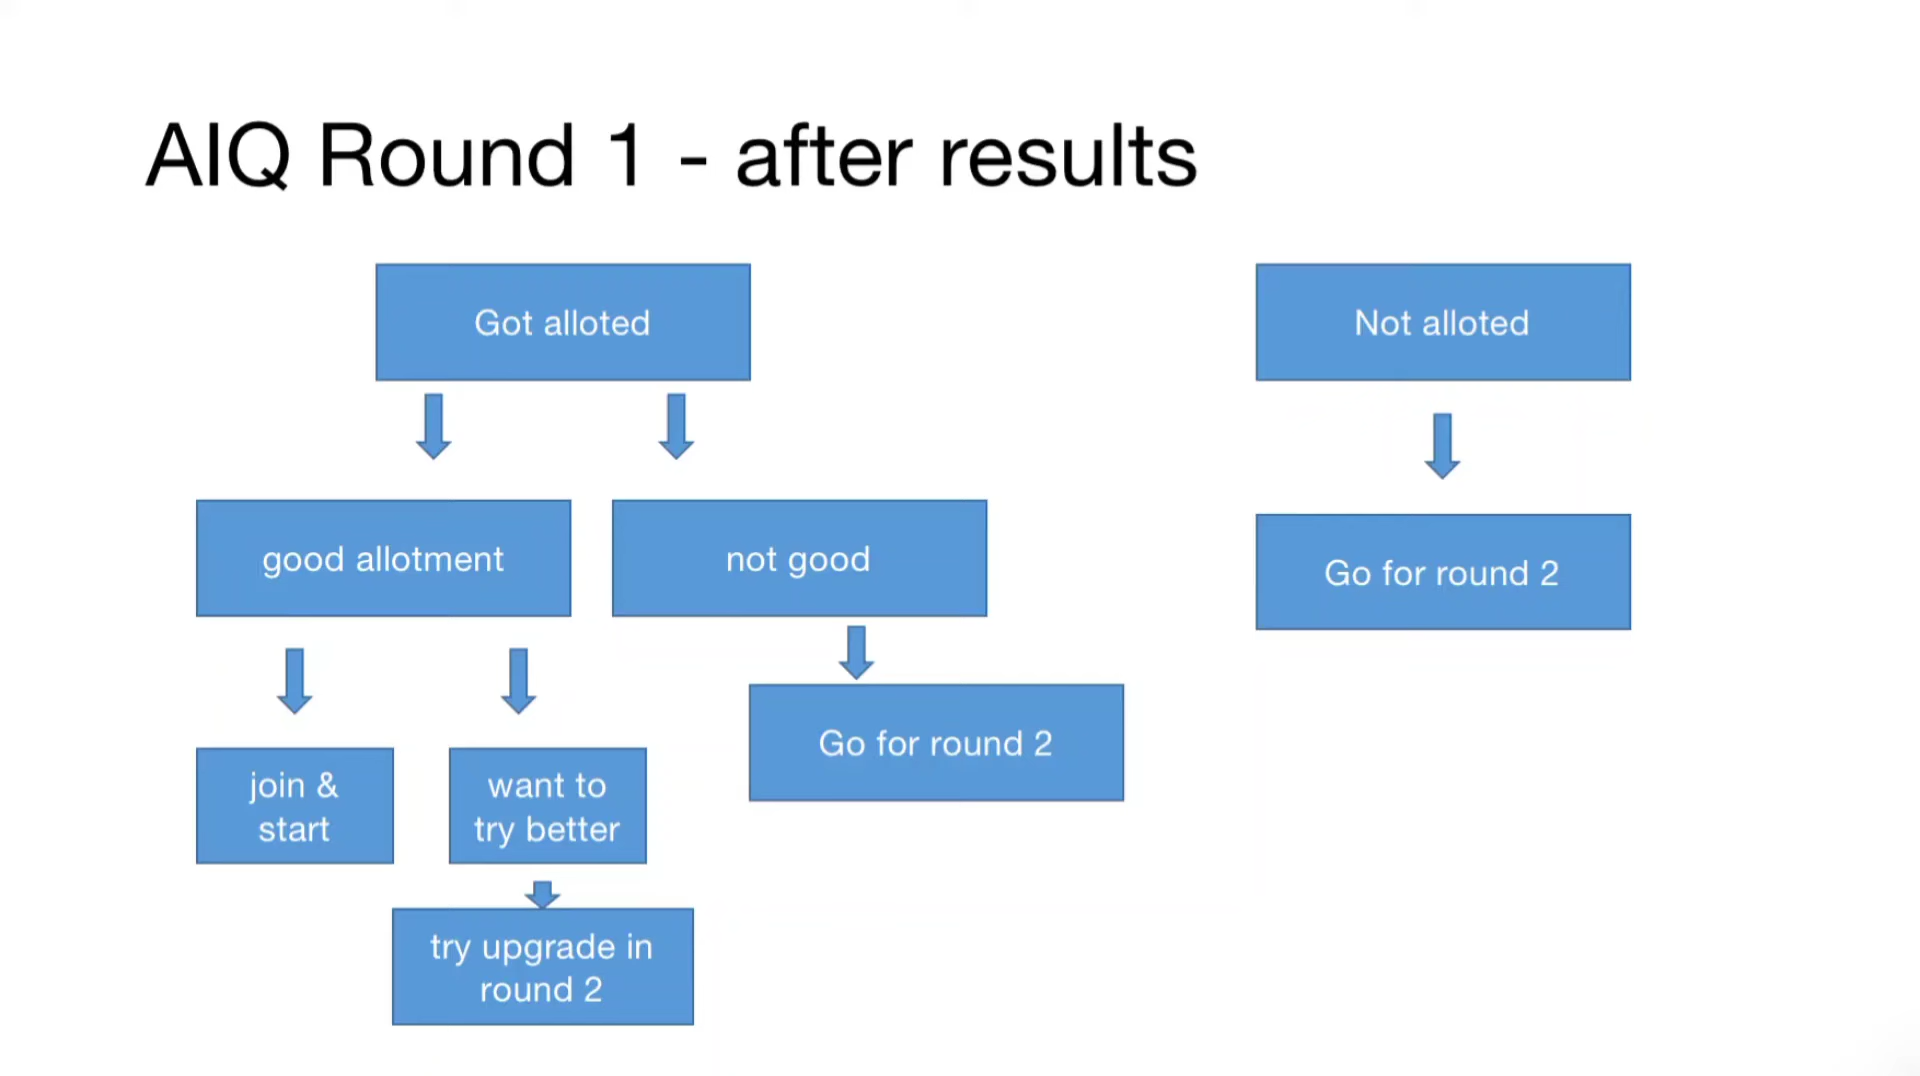 AIQ Round 1 - after results
Got alloted
Not alloted
good allotment
not good
Go for round 2
Go for round 2
join &
start
want to
try better
try upgrade in
round 2